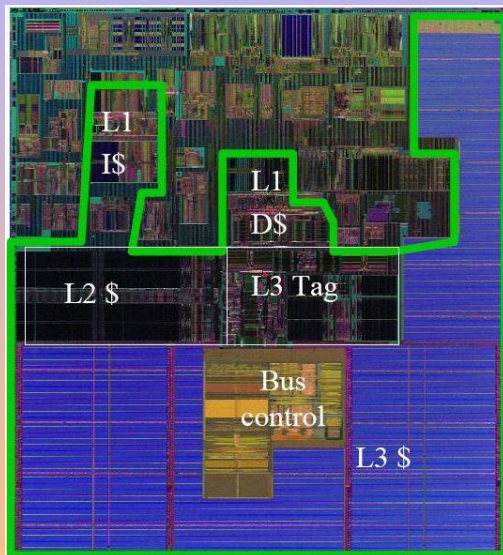 L1
I$
L1
D$
L2 $
L3 Tag
Bus
control
L3 $